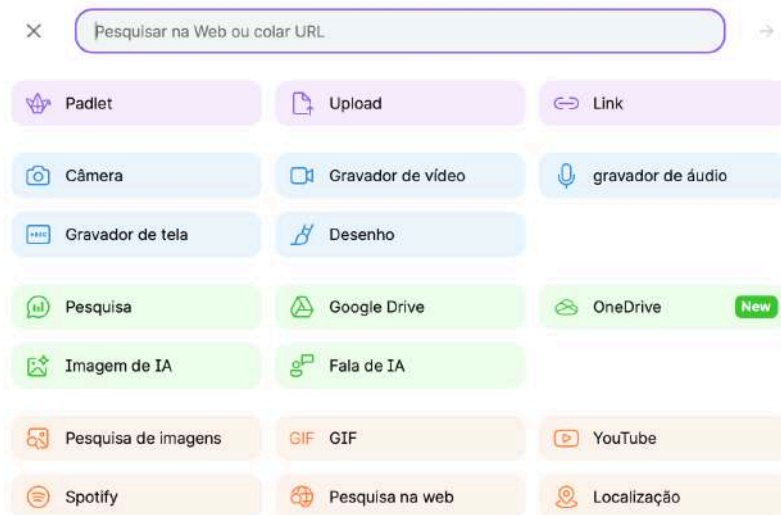 Pesquisar na Web ou colar URL
Padlet
Upload
Link
Câmera
Gravador de vídeo
gravador de áudio
Gravador de tela
Desenho
Pesquisa
Google Drive
OneDrive
New
Imagem de IA
Fala de IA
Pesquisa de imagens
GIF
GIF
YouTube
Spotify
Pesquisa na web
Localização